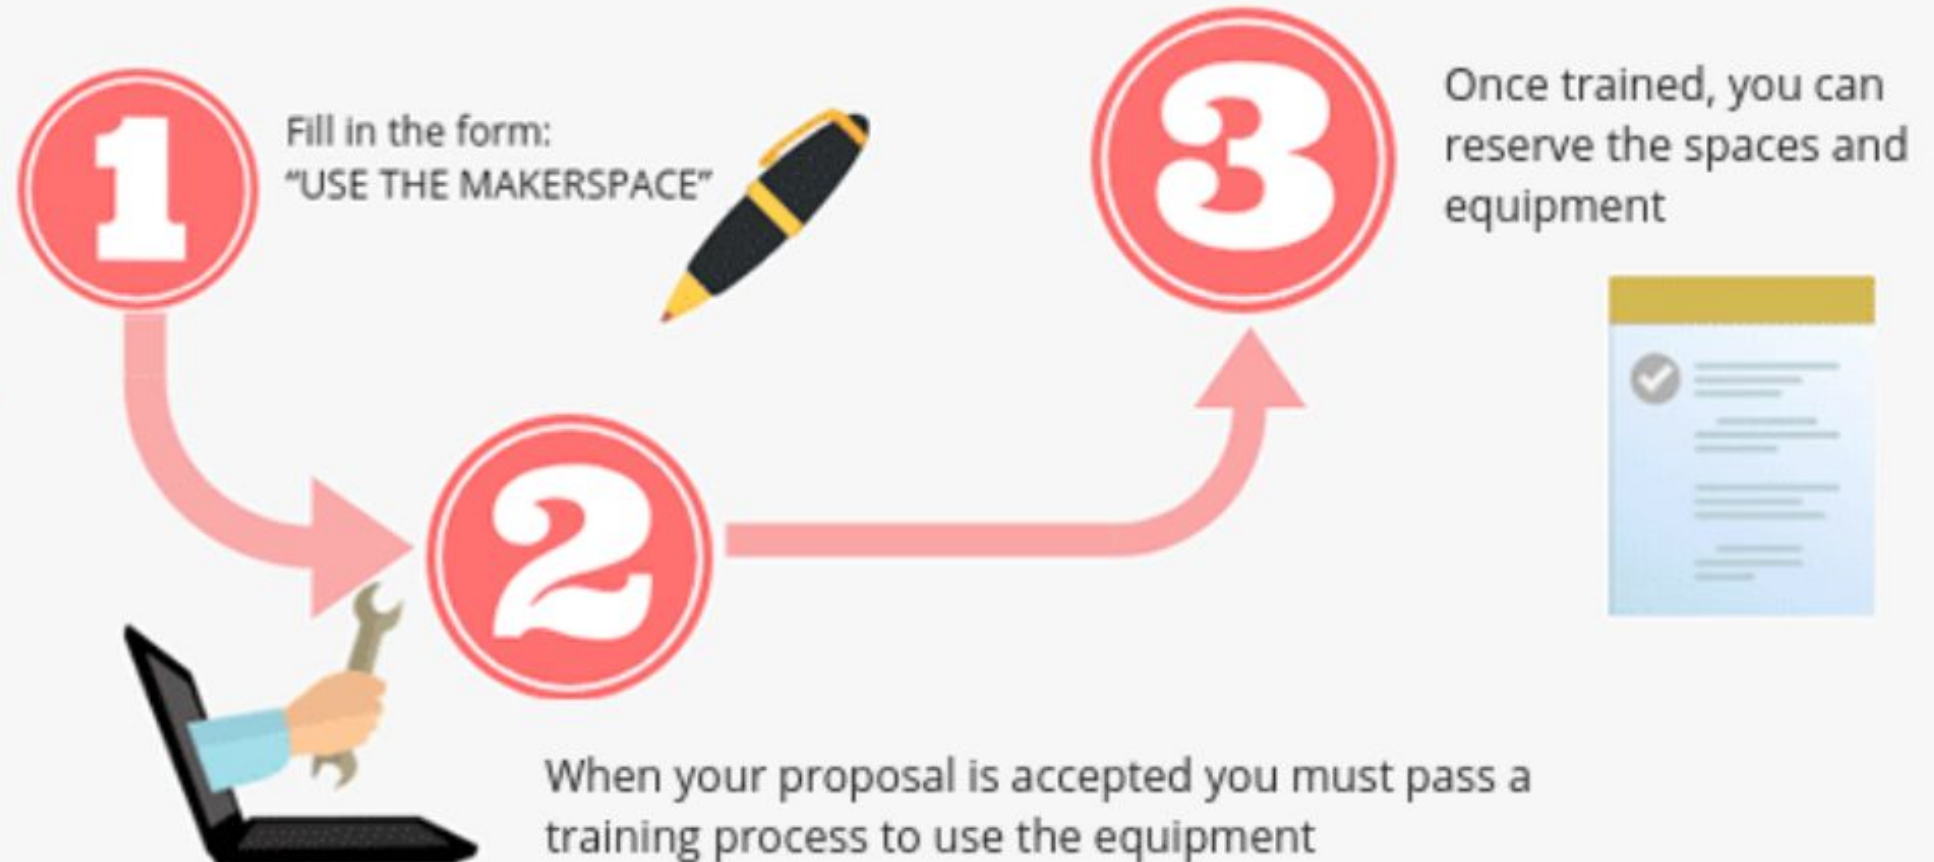 1
Fill in the form:
“USE THE MAKERSPACE”
2
When your proposal is accepted you must pass a
training process to use the equipment
3
Once trained, you can
reserve the spaces and
equipment